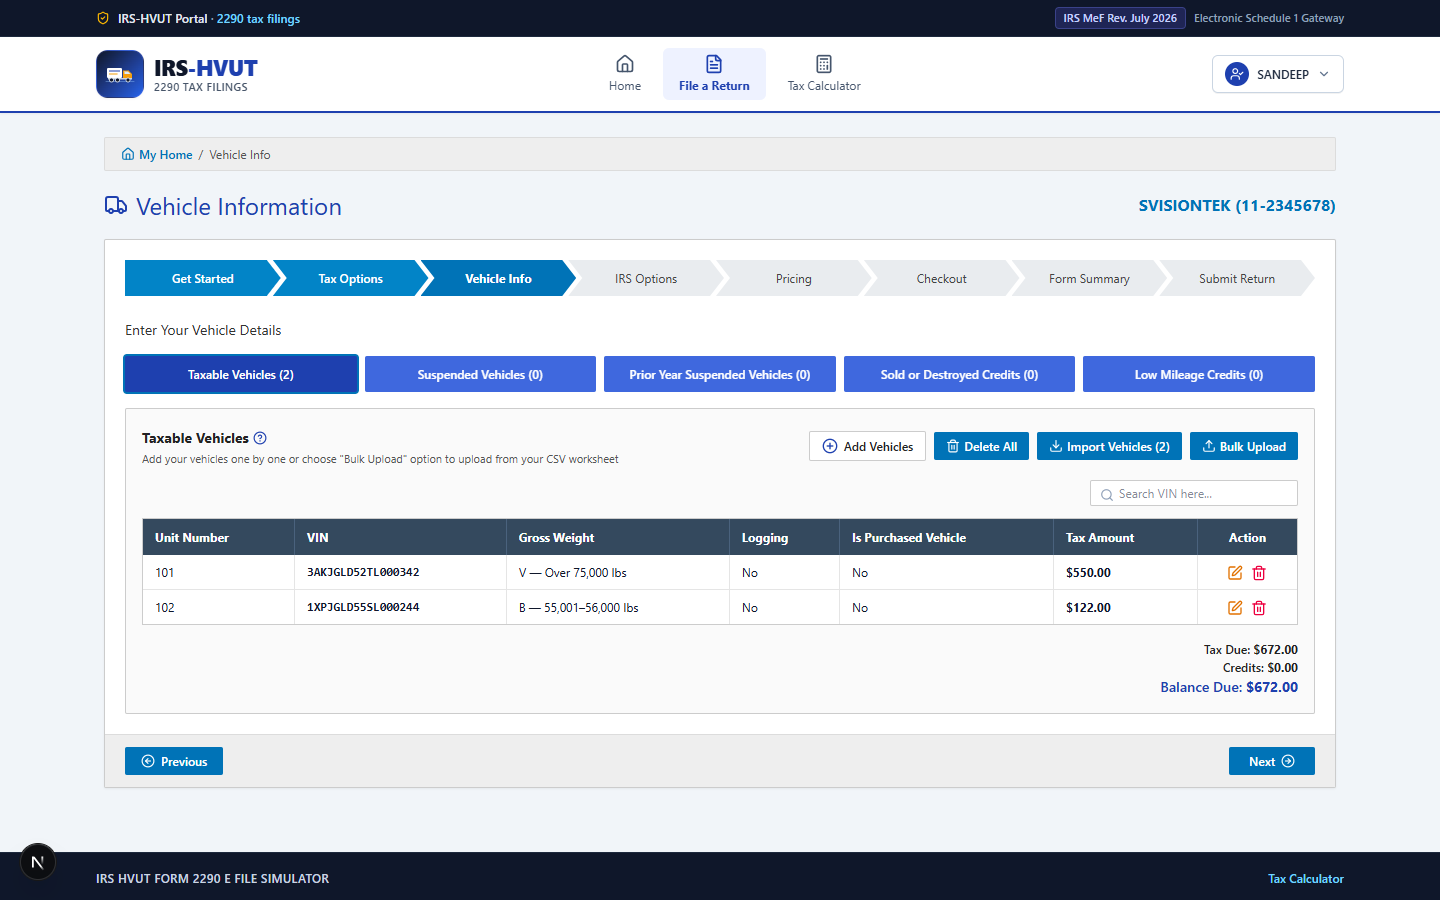 IRS-HVUT Portal · 2290 tax filings
IRS MeF Rev. July 2026
Electronic Schedule 1 Gateway
IRS-HVUT
2290 TAX FILINGS
Home
File a Return
Tax Calculator
SANDEEP
My Home / Vehicle Info
Vehicle Information
SVISIONTEK (11-2345678)
Get Started
Tax Options
Vehicle Info
IRS Options
Pricing
Checkout
Form Summary
Submit Return
Enter Your Vehicle Details
Taxable Vehicles (2)
Suspended Vehicles (0)
Prior Year Suspended Vehicles (0)
Sold or Destroyed Credits (0)
Low Mileage Credits (0)
Taxable Vehicles ?
Add your vehicles one by one or choose "Bulk Upload" option to upload from your CSV worksheet
Add Vehicles
Delete All
Import Vehicles (2)
Bulk Upload
Search VIN here...
Unit Number VIN Gross Weight Logging Is Purchased Vehicle Tax Amount Action
101 3AKJGLD52TL000342 V — Over 75,000 lbs No No $550.00
102 1XPJGLD55SL000244 B — 55,001–56,000 lbs No No $122.00
Tax Due: $672.00
Credits: $0.00
Balance Due: $672.00
Previous
Next
N
IRS HVUT FORM 2290 E FILE SIMULATOR
Tax Calculator